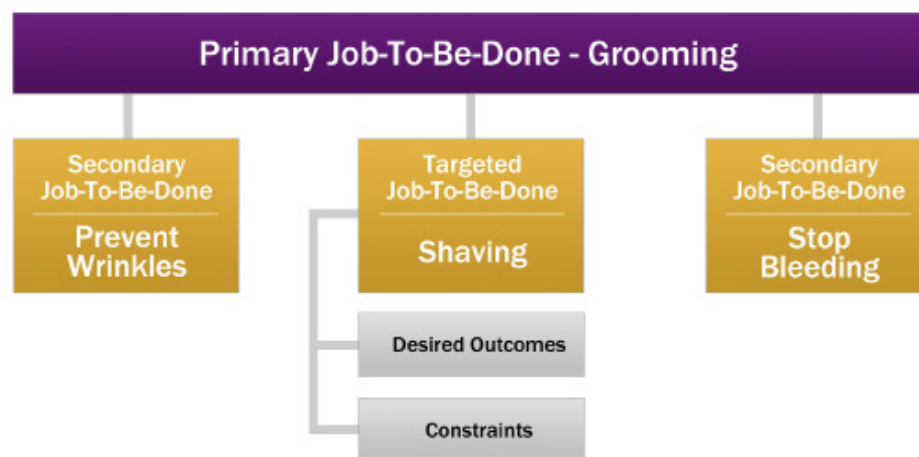 Primary Job-To-Be-Done - Grooming
Secondary
Job-To-Be-Done
Prevent
Wrinkles
Targeted
Job-To-Be-Done
Shaving
Desired Outcomes
Constraints
Secondary
Job-To-Be-Done
Stop
Bleeding